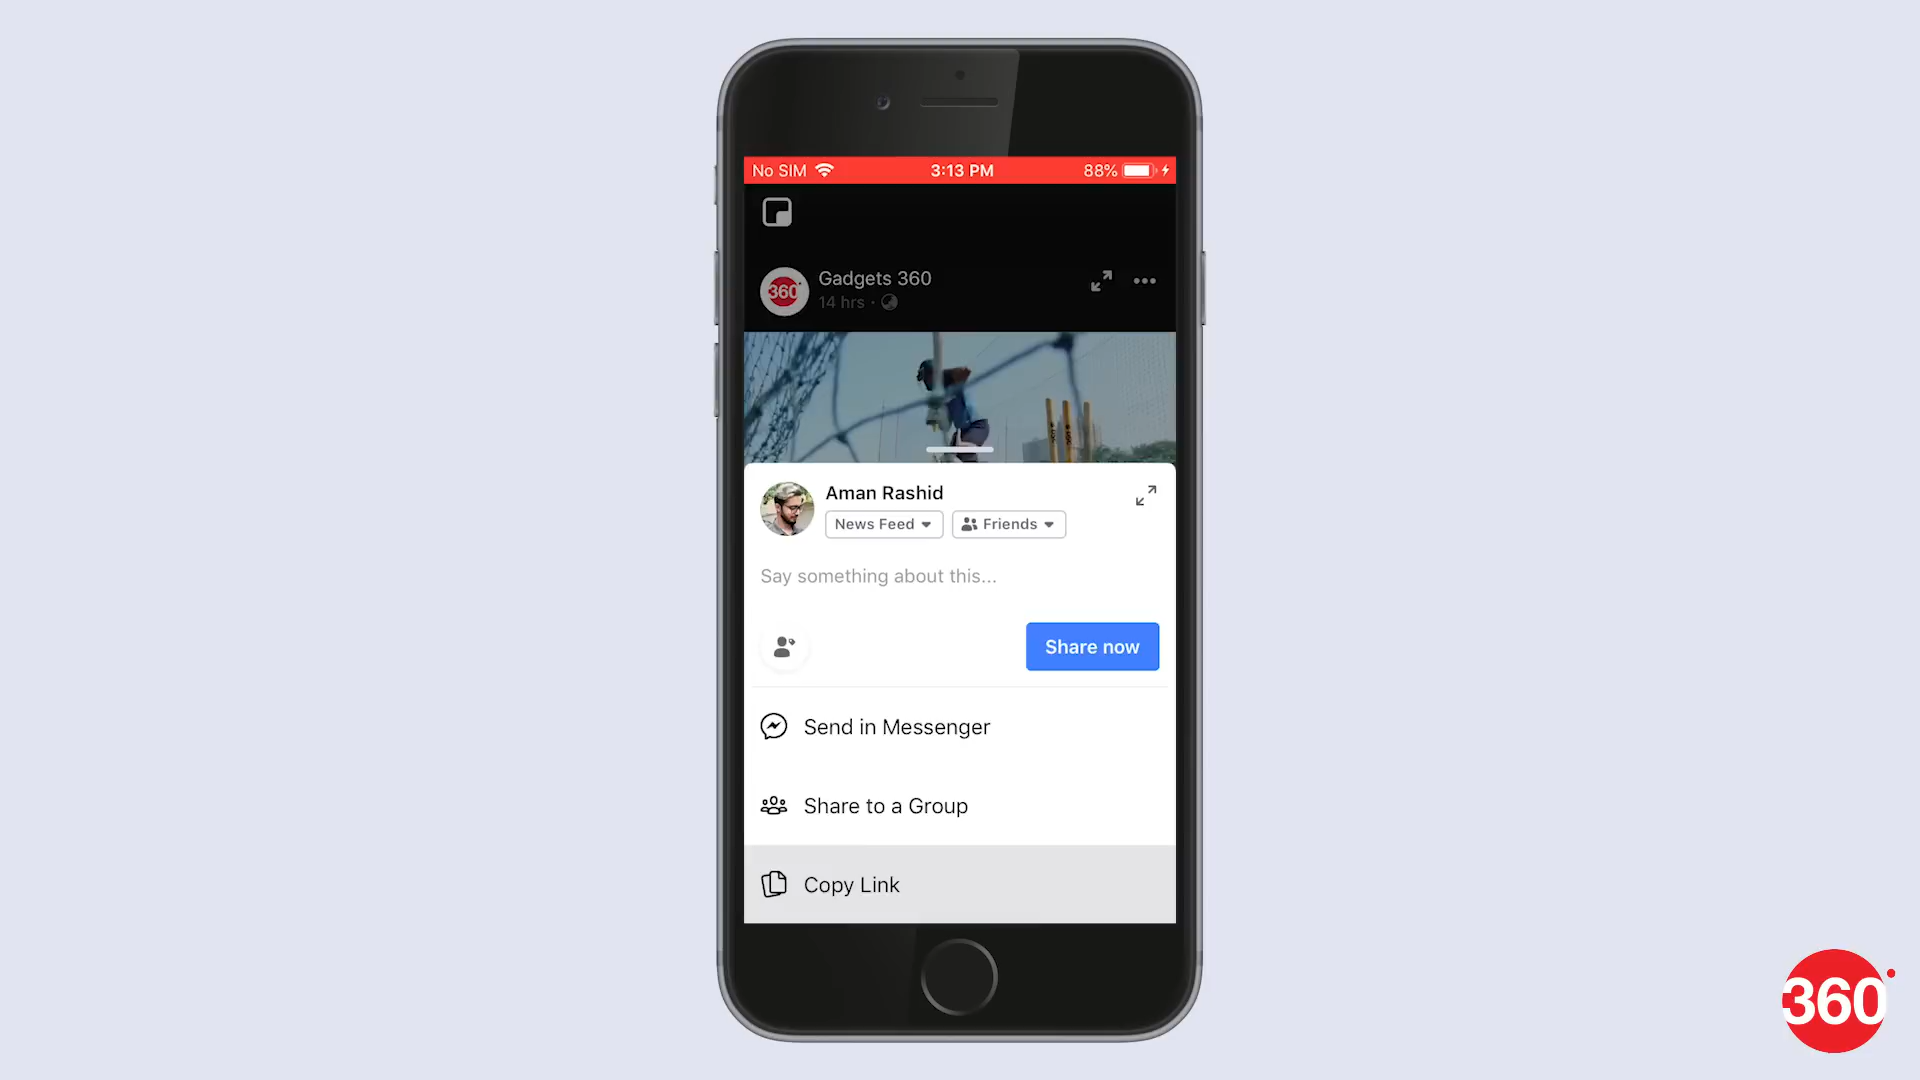 No SIM 3:13 PM 88%
360
Gadgets 360
14 hrs ·
Aman Rashid
News Feed Friends
Say something about this...
Share now
Send in Messenger
Share to a Group
Copy Link
360